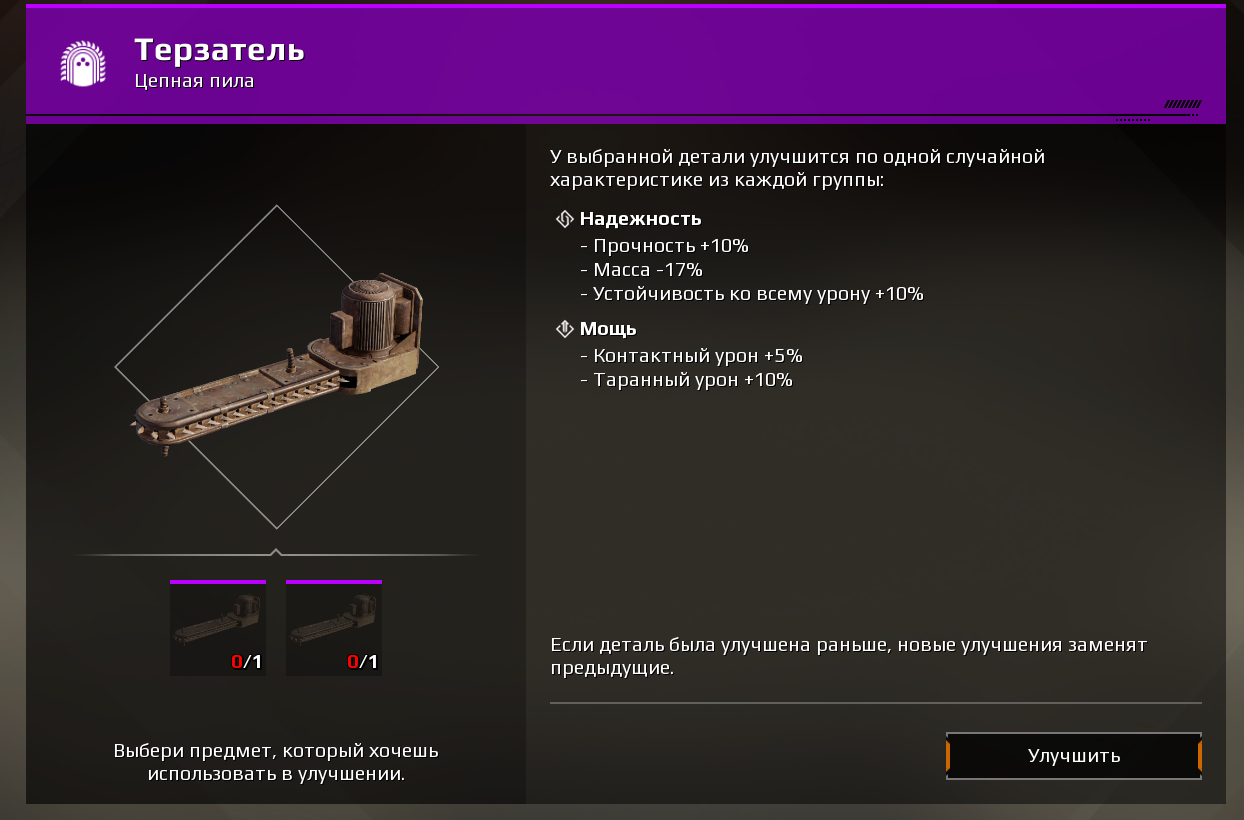 Терзатель
Цепная пила
У выбранной детали улучшится по одной случайной
характеристике из каждой группы:
Надежность
- Прочность +10%
- Масса -17%
- Устойчивость ко всему урону +10%
Мощь
- Контактный урон +5%
- Таранный урон +10%
0/1
0/1
Если деталь была улучшена раньше, новые улучшения заменят
предыдущие.
Выбери предмет, который хочешь
использовать в улучшении.
Улучшить